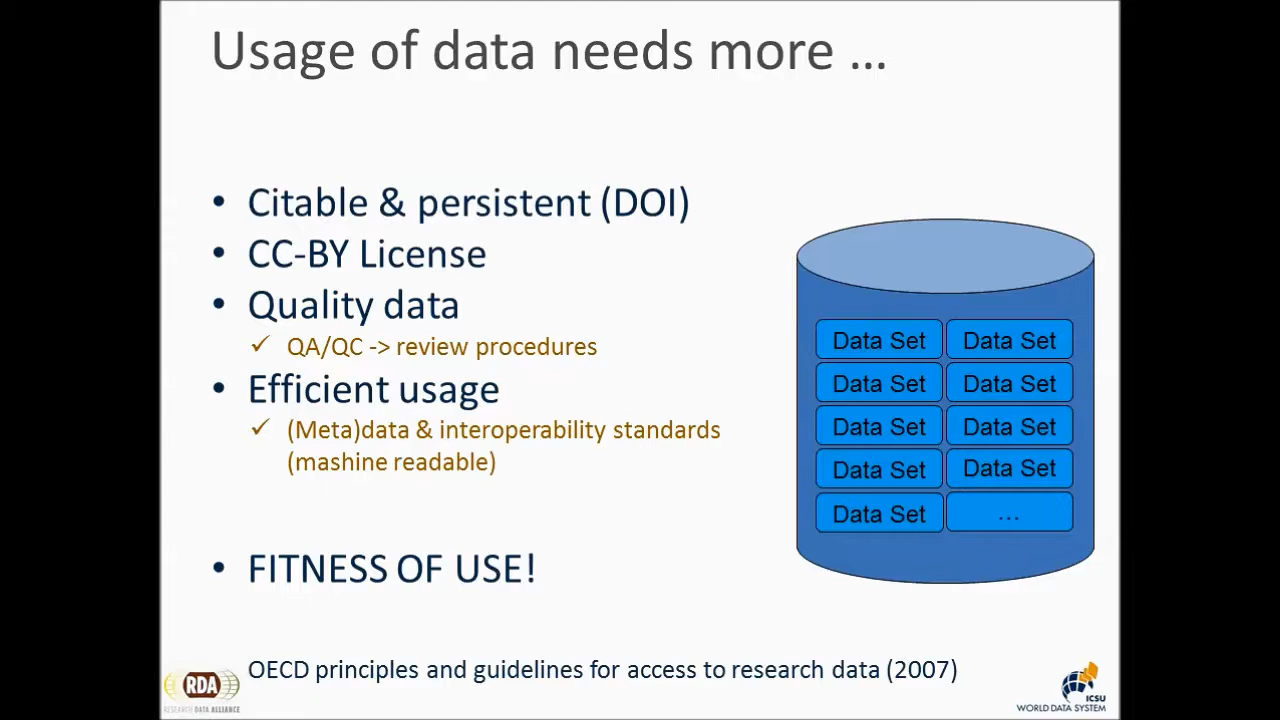 Usage of data needs more ...
• Citable & persistent (DOI)
• CC-BY License
• Quality data
✓ QA/QC -> review procedures
• Efficient usage
✓ (Meta)data & interoperability standards
(mashine readable)
• FITNESS OF USE!
Data Set Data Set
Data Set Data Set
Data Set Data Set
Data Set Data Set
Data Set ...
OECD principles and guidelines for access to research data (2007)
RDA
RESEARCH DATA ALLIANCE
ICSU
WORLD DATA SYSTEM